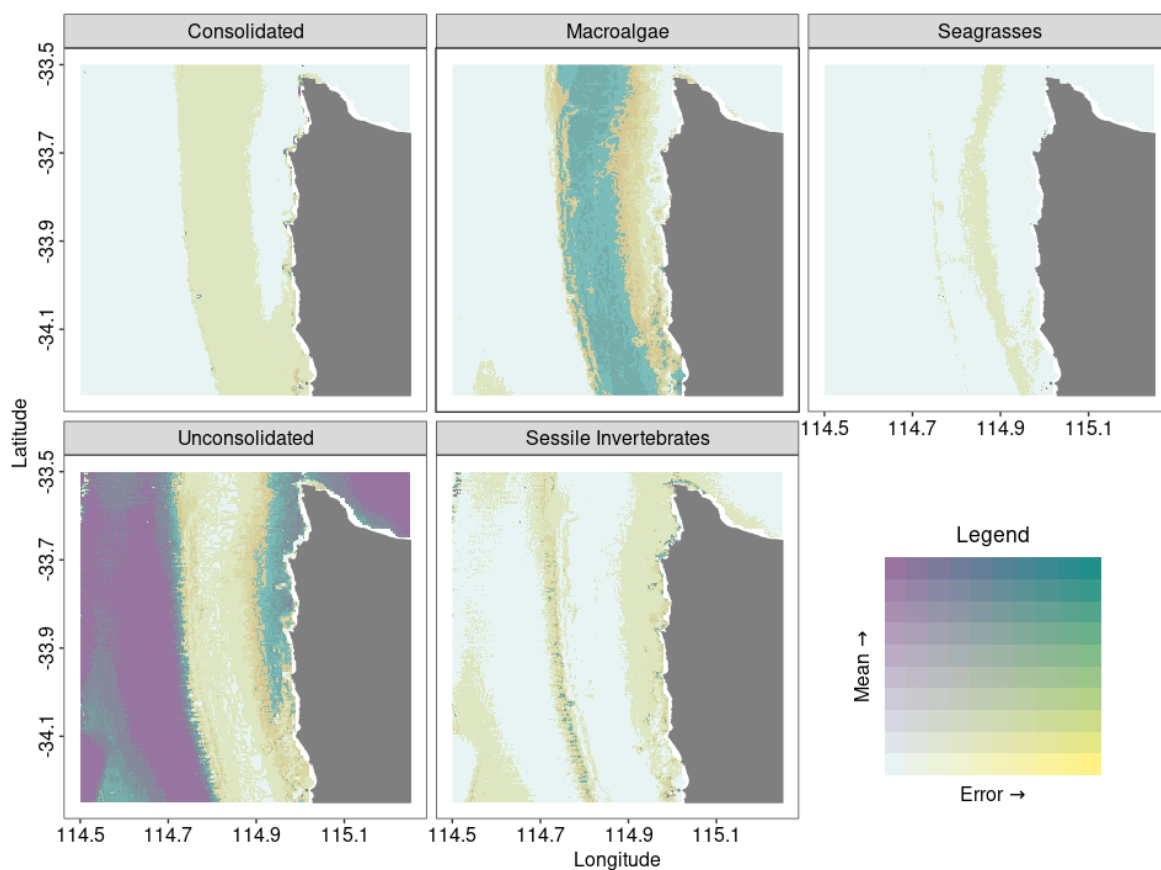 Consolidated
Macroalgae
Seagrasses
-33.5
-33.7
-33.9
-34.1
114.5 114.7 114.9 115.1
Latitude
Unconsolidated
Sessile Invertebrates
-33.5
-33.7
-33.9
-34.1
114.5 114.7 114.9 115.1
114.5 114.7 114.9 115.1
Longitude
Legend
Mean →
Error →